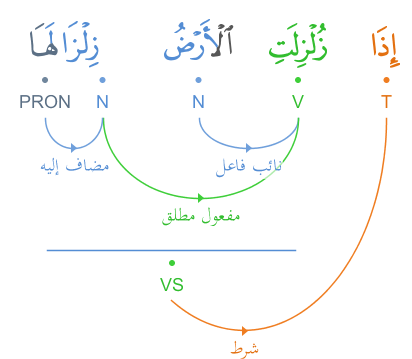 إِذَا زُلْزِلَتِ ٱلْأَرْضُ زِلْزَالَهَا
T V N N PRON
نائب فاعل مضاف إليه
مفعول مطلق
VS
شرط